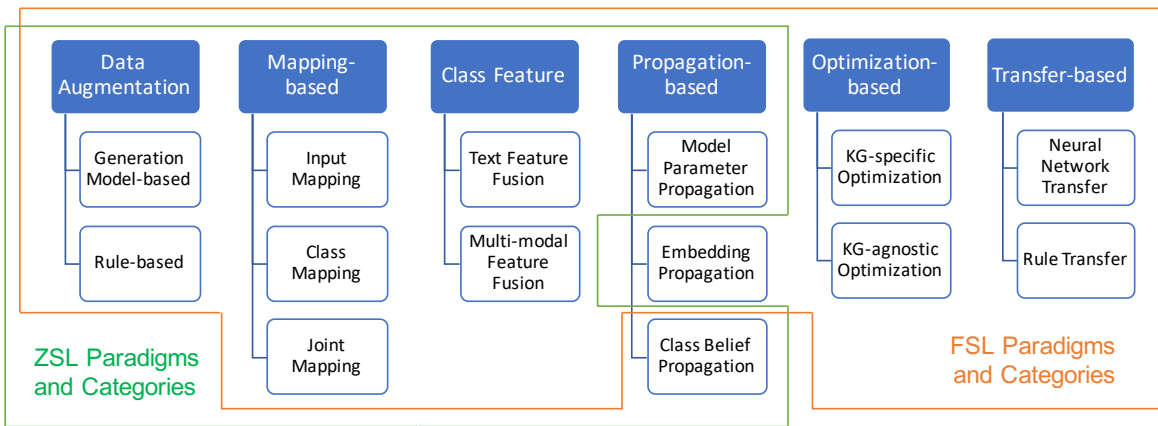 Data
Augmentation
Generation
Model-based
Rule-based
Mapping-
based
Input
Mapping
Class
Mapping
Joint
Mapping
Class Feature
Text Feature
Fusion
Multi-modal
Feature
Fusion
Propagation-
based
Model
Parameter
Propagation
Embedding
Propagation
Class Belief
Propagation
Optimization-
based
KG-specific
Optimization
KG-agnostic
Optimization
Transfer-based
Neural
Network
Transfer
Rule Transfer
ZSL Paradigms
and Categories
FSL Paradigms
and Categories